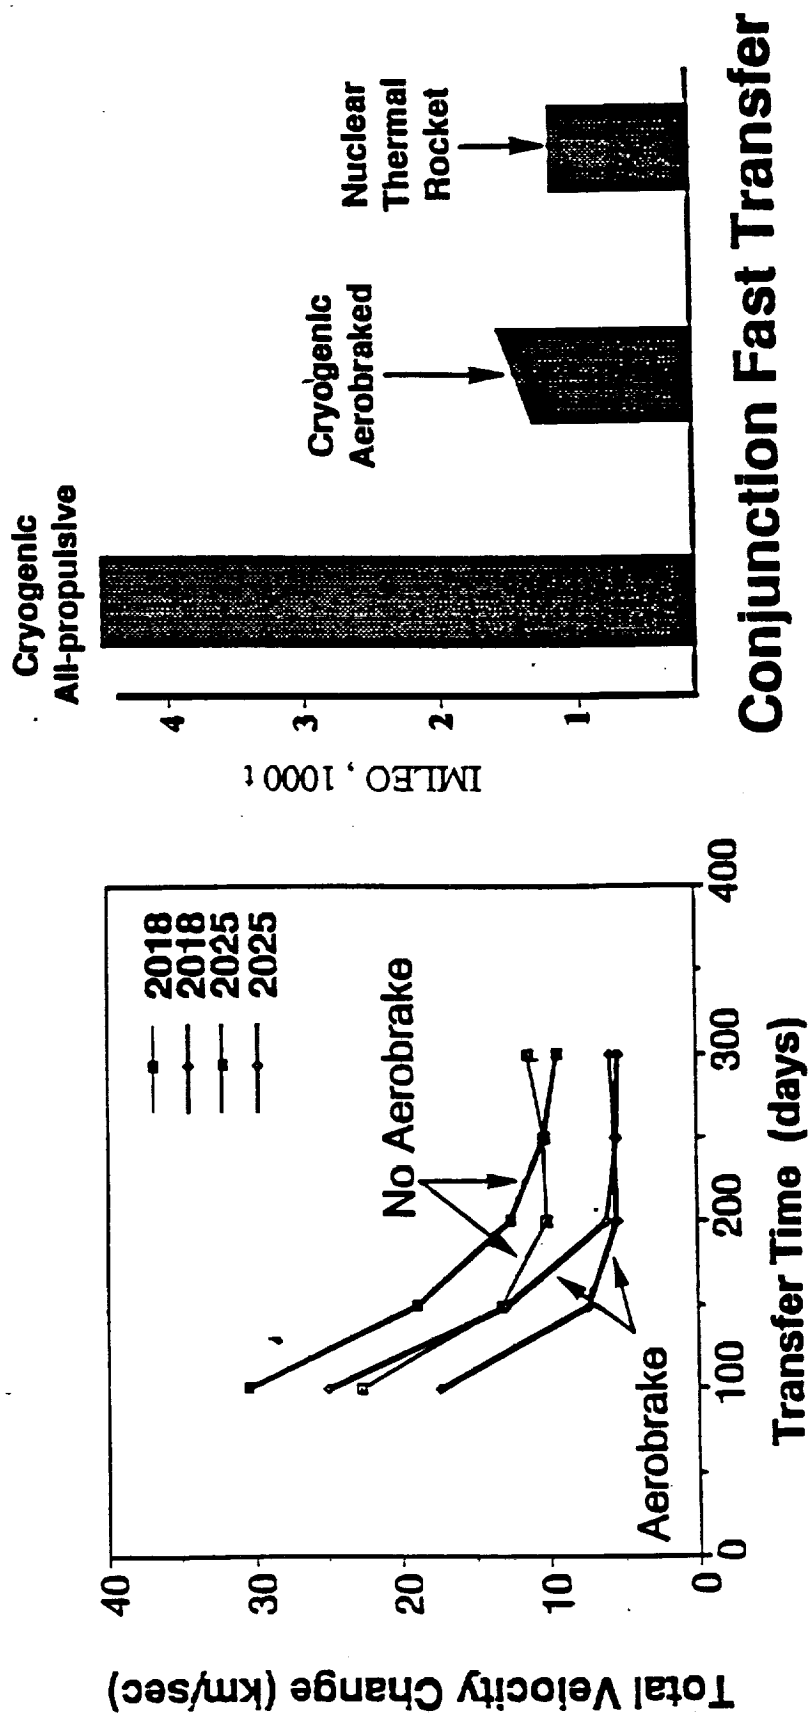 Total Velocity Change (km/sec)
40
30
20
10
0
2018
2018
2025
2025
No Aerobrake
Aerobrake
0
100
200
300
400
Transfer Time (days)
Cryogenic
All-propulsive
Cryogenic
Aerobraked
Nuclear
Thermal
Rocket
IMLEO, 1000 t
4
3
2
1
Conjunction Fast Transfer